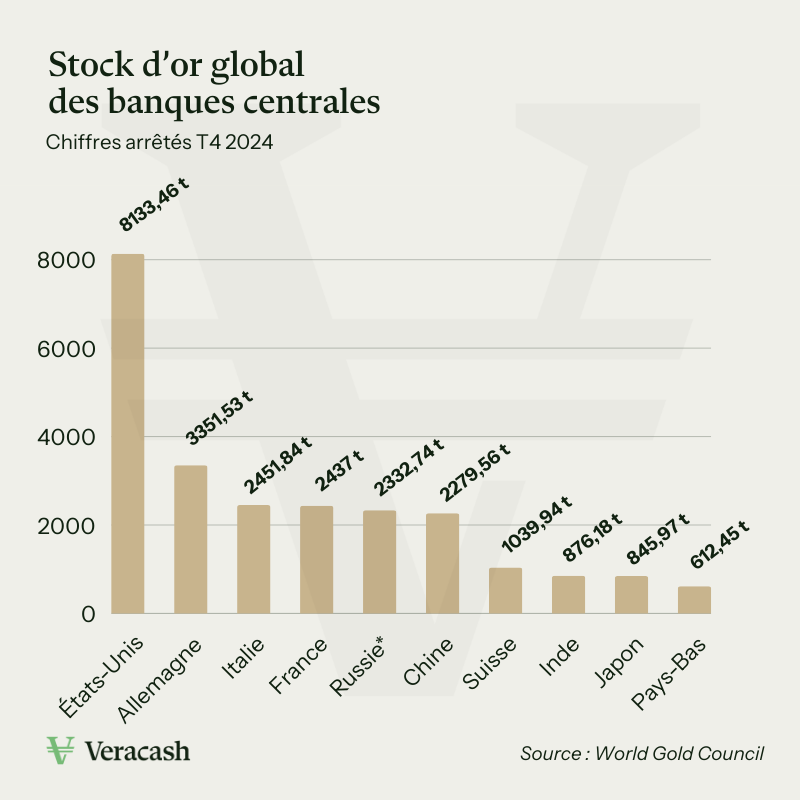 Stock d’or global
des banques centrales
Chiffres arrêtés T4 2024
8133,46 t
8000
6000
3351,53 t
4000
2451,84 t
2437 t
2332,74 t
2279,56 t
2000
1039,94 t
876,18 t
845,97 t
612,45 t
0
États-Unis
Allemagne
Italie
France
Russie*
Chine
Suisse
Inde
Japon
Pays-Bas
Veracash
Source : World Gold Council